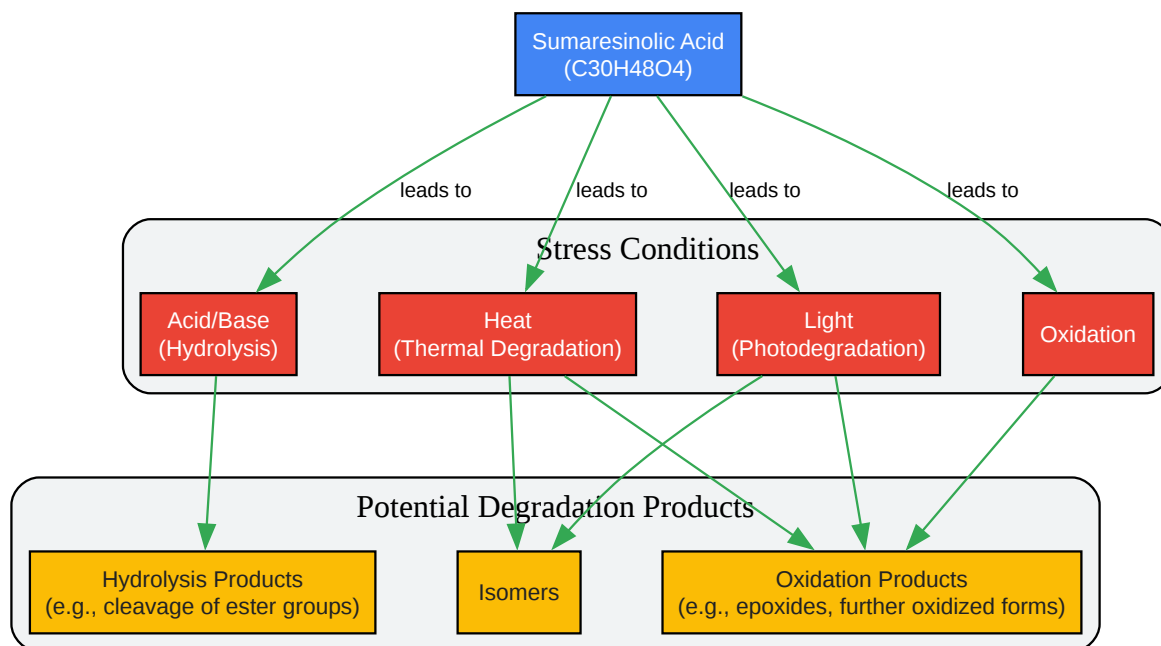 Sumaresinolic Acid
(C30H48O4)
leads to
leads to
leads to
leads to
Stress Conditions
Acid/Base
(Hydrolysis)
Heat
(Thermal Degradation)
Light
(Photodegradation)
Oxidation
Potential Degradation Products
Hydrolysis Products
(e.g., cleavage of ester groups)
Isomers
Oxidation Products
(e.g., epoxides, further oxidized forms)